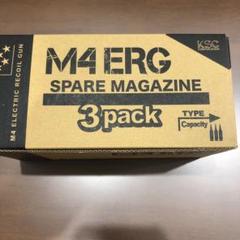 KSC
M4 ERG
SPARE MAGAZINE
3pack
TYPE
Capacity
M4 ELECTRIC RECOIL GUN